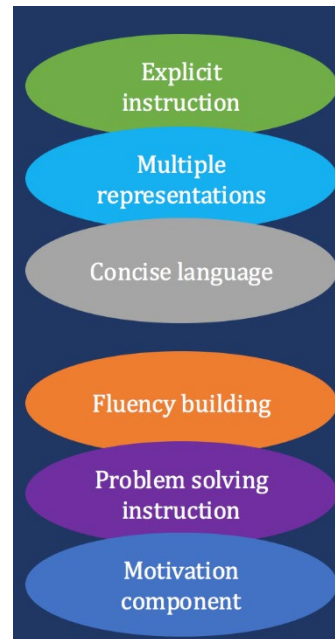 Explicit
instruction
Multiple
representations
Concise language
Fluency building
Problem solving
instruction
Motivation
component